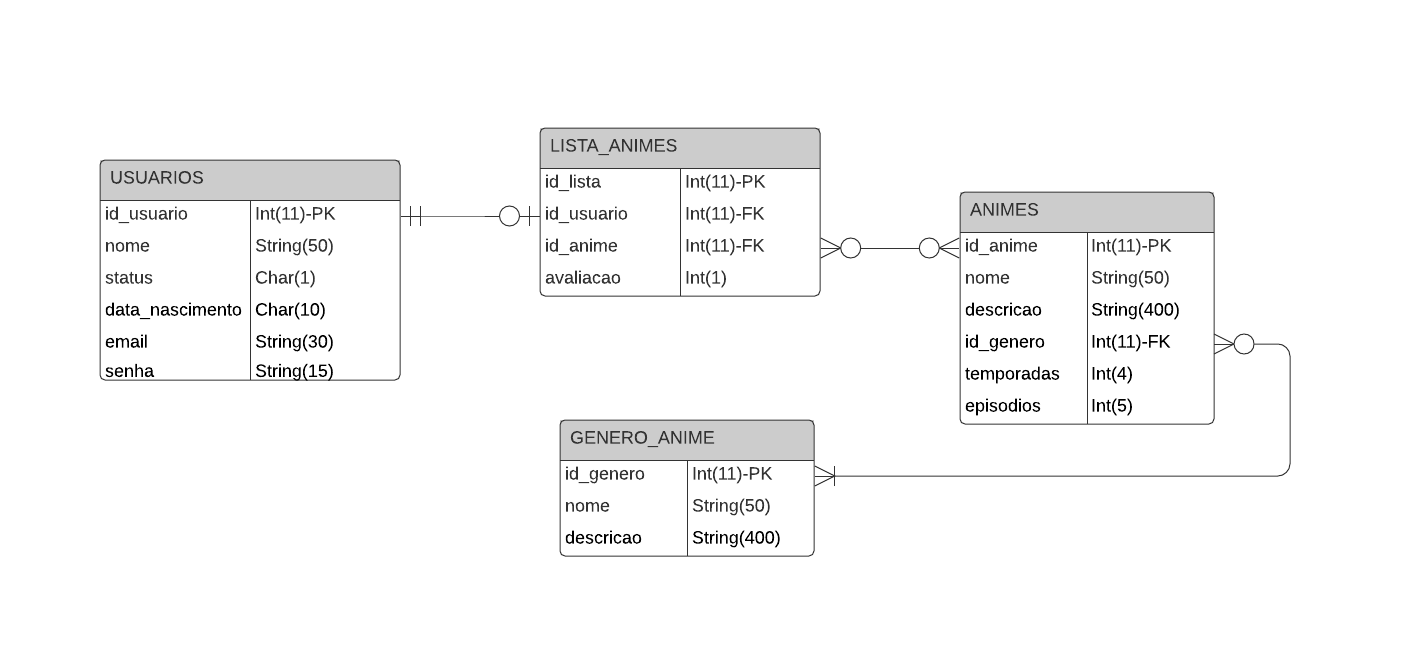 USUARIOS
id_usuario Int(11)-PK
nome String(50)
status Char(1)
data_nascimento Char(10)
email String(30)
senha String(15)
LISTA_ANIMES
id_lista Int(11)-PK
id_usuario Int(11)-FK
id_anime Int(11)-FK
avaliacao Int(1)
ANIMES
id_anime Int(11)-PK
nome String(50)
descricao String(400)
id_genero Int(11)-FK
temporadas Int(4)
episodios Int(5)
GENERO_ANIME
id_genero Int(11)-PK
nome String(50)
descricao String(400)